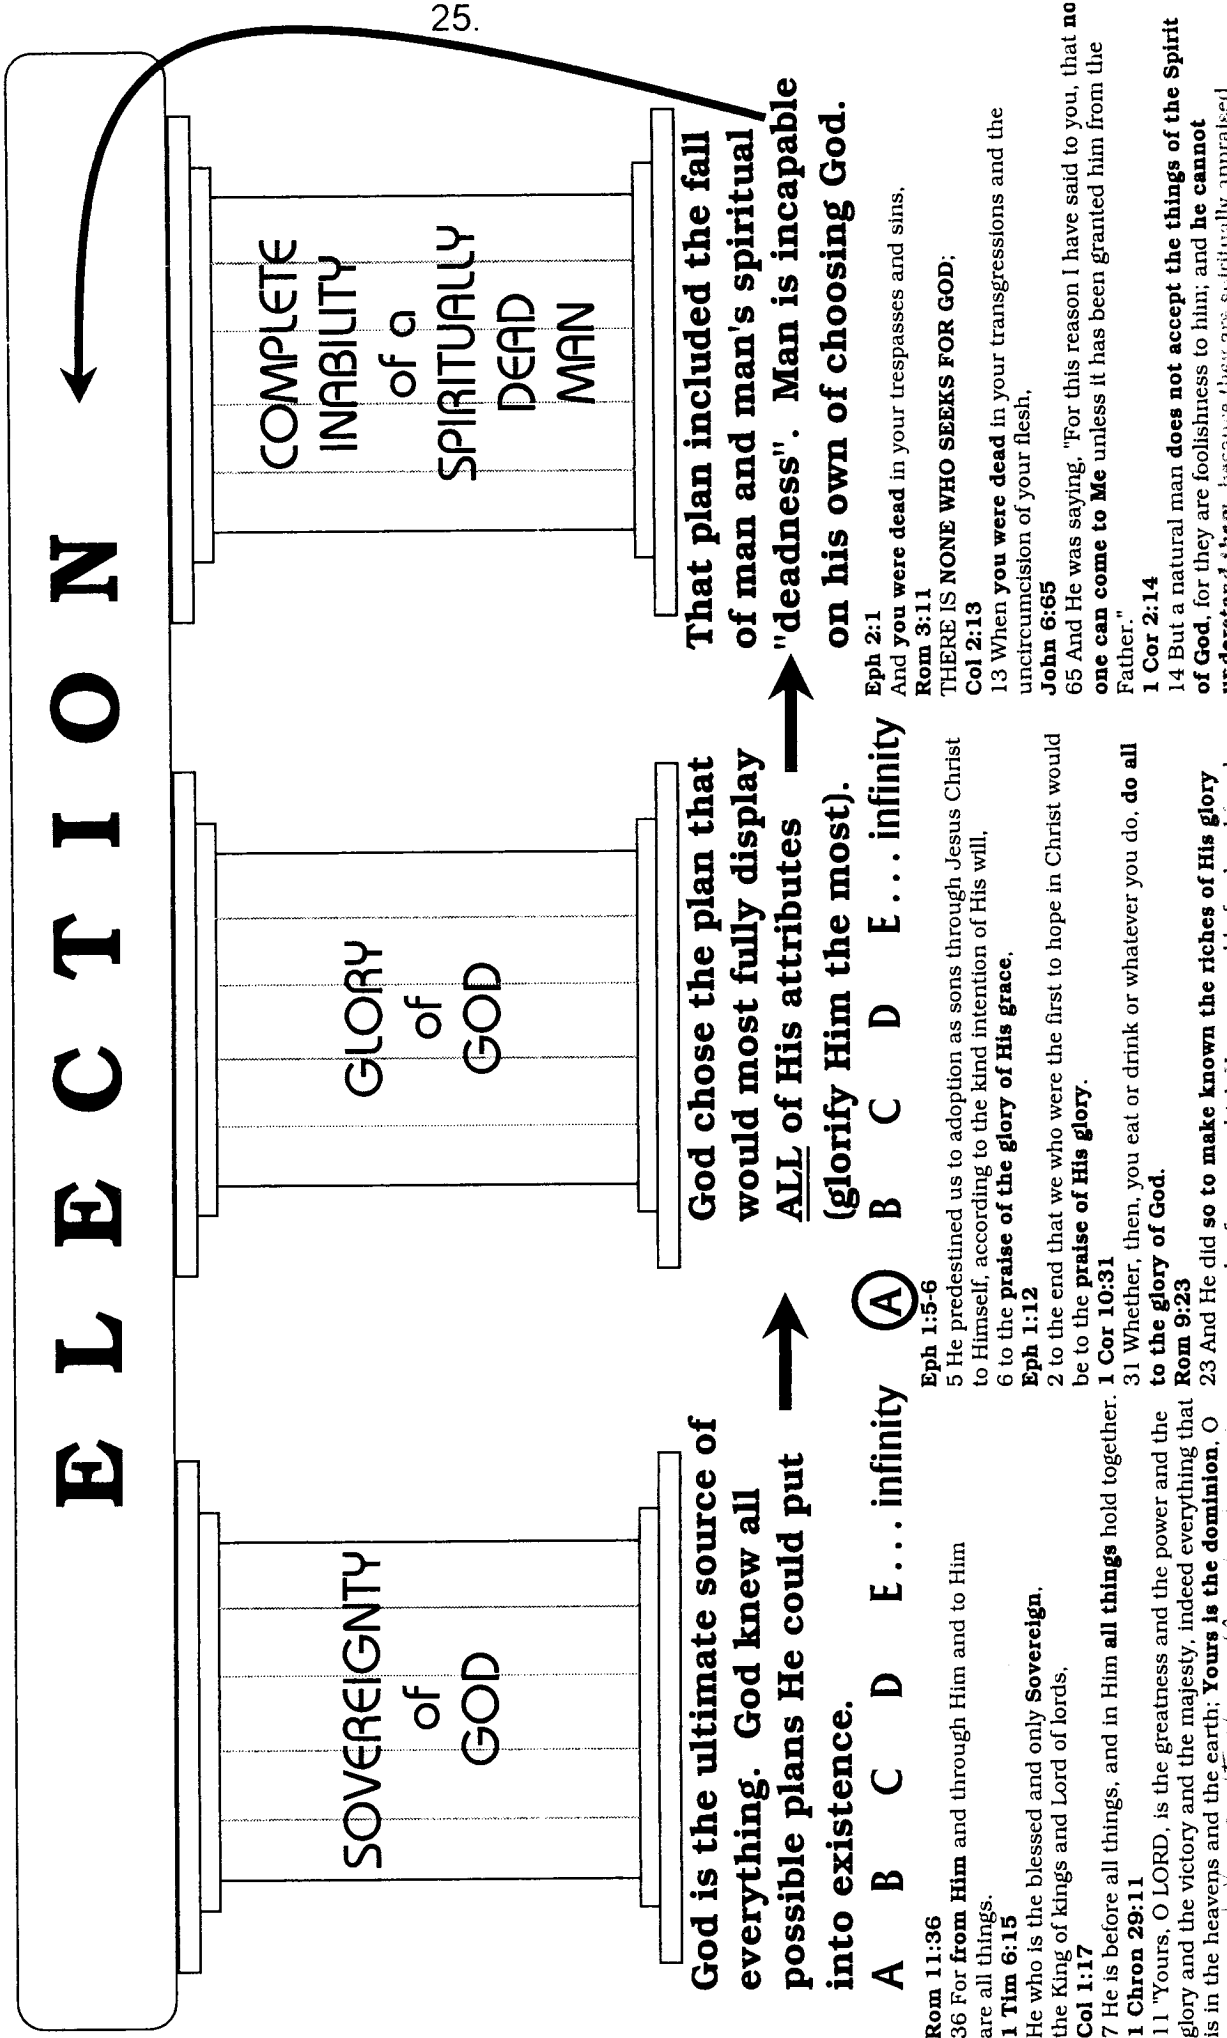 25.
E L E C T I O N
SOVEREIGNTY
of
GOD
God is the ultimate source of
everything. God knew all
possible plans He could put
into existence.
A B C D E . . . infinity
Rom 11:36
36 For from Him and through Him and to Him
are all things.
1 Tim 6:15
He who is the blessed and only Sovereign,
the King of kings and Lord of lords,
Col 1:17
7 He is before all things, and in Him all things hold together.
1 Chron 29:11
11 "Yours, O LORD, is the greatness and the power and the
glory and the victory and the majesty, indeed everything that
is in the heavens and the earth; Yours is the dominion, O
GLORY
of
GOD
God chose the plan that
would most fully display
ALL of His attributes
(glorify Him the most).
A B C D E . . . infinity
Eph 1:5-6
5 He predestined us to adoption as sons through Jesus Christ
to Himself, according to the kind intention of His will,
6 to the praise of the glory of His grace,
Eph 1:12
2 to the end that we who were the first to hope in Christ would
be to the praise of His glory.
1 Cor 10:31
31 Whether, then, you eat or drink or whatever you do, do all
to the glory of God.
Rom 9:23
23 And He did so to make known the riches of His glory
COMPLETE
INABILITY
of a
SPIRITUALLY
DEAD
MAN
That plan included the fall
of man and man's spiritual
"deadness". Man is incapable
on his own of choosing God.
Eph 2:1
And you were dead in your trespasses and sins,
Rom 3:11
THERE IS NONE WHO SEEKS FOR GOD;
Col 2:13
13 When you were dead in your transgressions and the
uncircumcision of your flesh,
John 6:65
65 And He was saying, "For this reason I have said to you, that no
one can come to Me unless it has been granted him from the
Father."
1 Cor 2:14
14 But a natural man does not accept the things of the Spirit
of God, for they are foolishness to him; and he cannot
understand them, because they are spiritually appraised